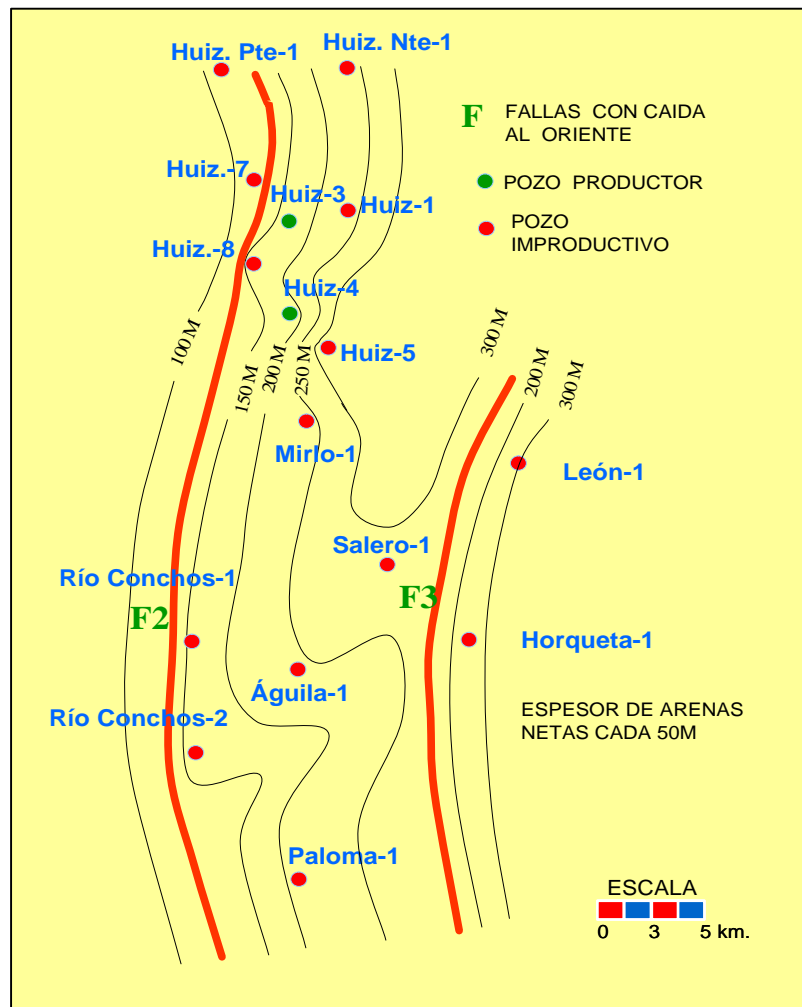 Huiz. Pte-1
Huiz. Nte-1
F FALLAS CON CAIDA
AL ORIENTE
Huiz.-7
Huiz-3
POZO PRODUCTOR
Huiz-1
POZO
IMPRODUCTIVO
Huiz.-8
Huiz-4
100 M
150 M
200 M
250 M
Huiz-5
300 M
200 M
300 M
Mirlo-1
León-1
Salero-1
Río Conchos-1
F2
F3
Horqueta-1
Águila-1
Río Conchos-2
ESPESOR DE ARENAS
NETAS CADA 50M
Paloma-1
ESCALA
0 3 5 km.